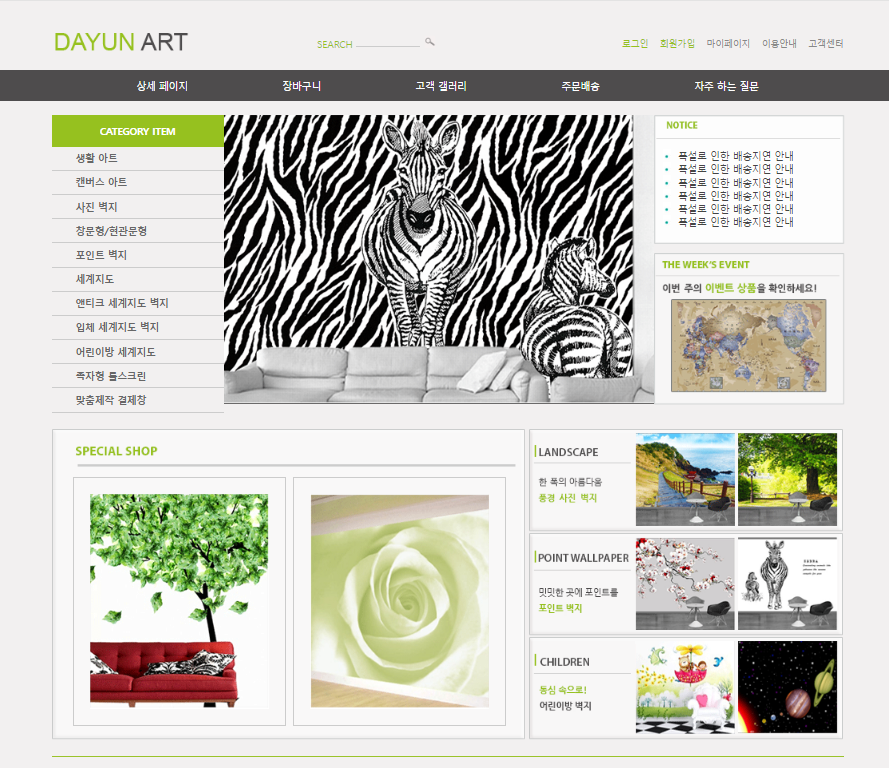 DAYUN ART
SEARCH
로그인 회원가입 마이페이지 이용안내 고객센터
상세 페이지 장바구니 고객 갤러리 주문배송 자주 하는 질문
CATEGORY ITEM
생활 아트
캔버스 아트
사진 벽지
창문형/현관문형
포인트 벽지
세계지도
앤티크 세계지도 벽지
입체 세계지도 벽지
어린이방 세계지도
족자형 롤스크린
맞춤제작 결제창
NOTICE
폭설로 인한 배송지연 안내
폭설로 인한 배송지연 안내
폭설로 인한 배송지연 안내
폭설로 인한 배송지연 안내
폭설로 인한 배송지연 안내
폭설로 인한 배송지연 안내
THE WEEK'S EVENT
이번 주의 이벤트 상품을 확인하세요!
SPECIAL SHOP
LANDSCAPE
한 폭의 아름다움
풍경 사진 벽지
POINT WALLPAPER
밋밋한 곳에 포인트를
포인트 벽지
CHILDREN
동심 속으로!
어린이방 벽지